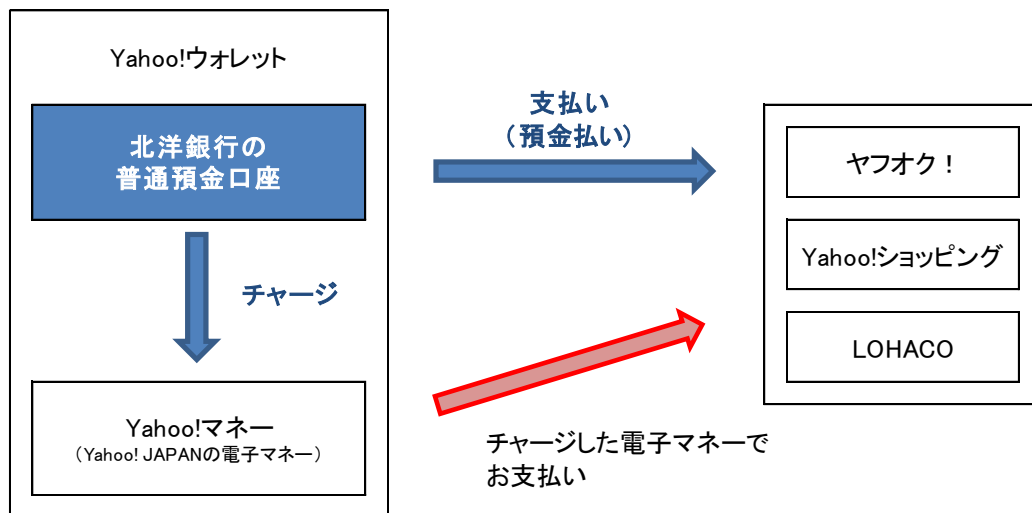 Yahoo!ウォレット
北洋銀行の
普通預金口座
チャージ
Yahoo!マネー
（Yahoo! JAPANの電子マネー）
支払い
（預金払い）
チャージした電子マネーで
お支払い
ヤフオク！
Yahoo!ショッピング
LOHACO